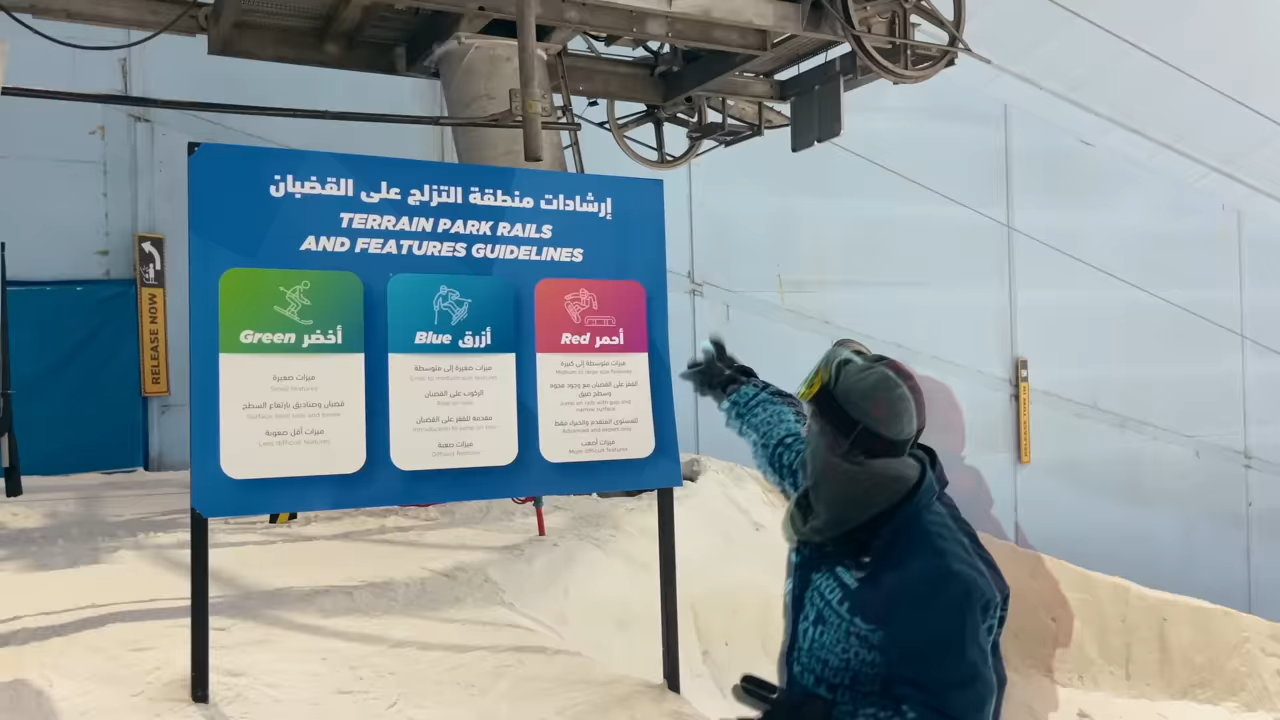 إرشادات منطقة التزلج على القضبان
TERRAIN PARK RAILS
AND FEATURES GUIDELINES
Green أخضر
ميزات صغيرة
Small features
قضبان وصناديق بارتفاع السطح
Surface level rails and boxes
ميزات أقل صعوبة
Less difficult features
Blue أزرق
ميزات صغيرة إلى متوسطة
Small to medium size features
الركوب على القضبان
Ride on rails
مقدمة للقفز على القضبان
Introduction to jump on rails
ميزات صعبة
Difficult features
Red أحمر
ميزات متوسطة إلى كبيرة
Medium to large size features
القفز على القضبان مع وجود فجوة
وسطح ضيق
Jump on rails with gap and
narrow surface
للمستوى المتقدم والخبراء فقط
Advanced and expert only
ميزات أصعب
More difficult features
RELEASE NOW